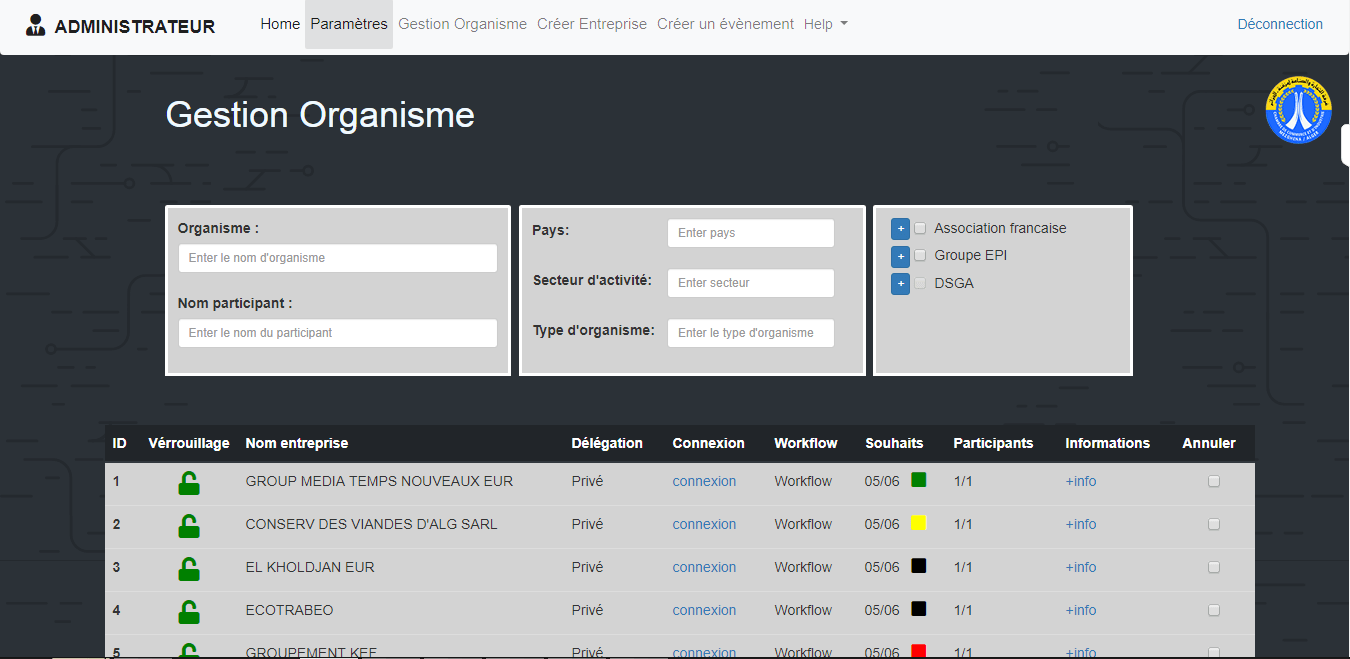 ADMINISTRATEUR Home Paramètres Gestion Organisme Créer Entreprise Créer un évènement Help Déconnection
Gestion Organisme
Organisme :
Enter le nom d'organisme
Nom participant :
Enter le nom du participant
Pays: Enter pays
Secteur d'activité: Enter secteur
Type d'organisme: Enter le type d'organisme
+ Association francaise
+ Groupe EPI
+ DSGA
ID Vérrouillage Nom entreprise Délégation Connexion Workflow Souhaits Participants Informations Annuler
1 GROUP MEDIA TEMPS NOUVEAUX EUR Privé connexion Workflow 05/06 1/1 +info
2 CONSERV DES VIANDES D'ALG SARL Privé connexion Workflow 05/06 1/1 +info
3 EL KHOLDJAN EUR Privé connexion Workflow 05/06 1/1 +info
4 ECOTRABEO Privé connexion Workflow 05/06 1/1 +info
5 GROUPEMENT KEF Privé connexion Workflow 05/06 1/1 +info